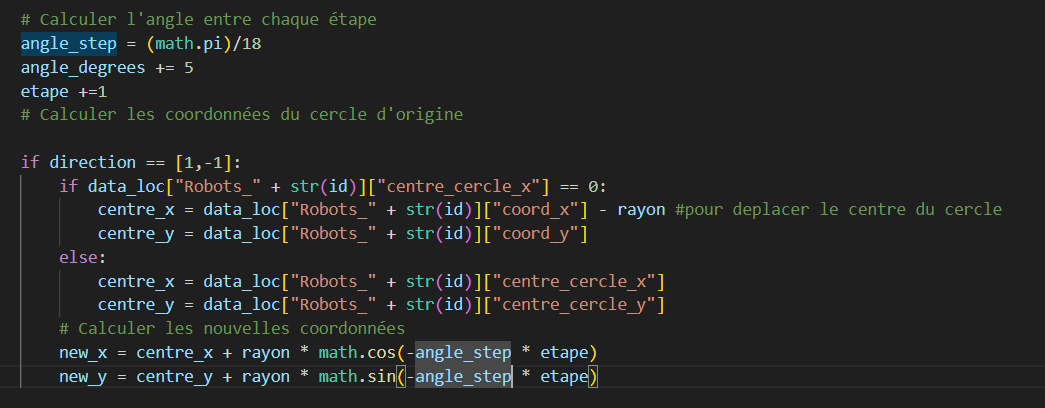 # Calculer l'angle entre chaque étape
angle_step = (math.pi)/18
angle_degrees += 5
etape +=1
# Calculer les coordonnées du cercle d'origine
if direction == [1,-1]:
if data_loc["Robots_" + str(id)]["centre_cercle_x"] == 0:
centre_x = data_loc["Robots_" + str(id)]["coord_x"] - rayon #pour deplacer le centre du cercle
centre_y = data_loc["Robots_" + str(id)]["coord_y"]
else:
centre_x = data_loc["Robots_" + str(id)]["centre_cercle_x"]
centre_y = data_loc["Robots_" + str(id)]["centre_cercle_y"]
# Calculer les nouvelles coordonnées
new_x = centre_x + rayon * math.cos(-angle_step * etape)
new_y = centre_y + rayon * math.sin(-angle_step * etape)